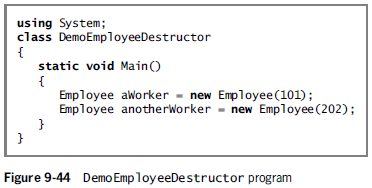 using System;
class DemoEmployeeDestructor
{
   static void Main()
   {
      Employee aWorker = new Employee(101);
      Employee anotherWorker = new Employee(202);
   }
}
Figure 9-44 DemoEmployeeDestructor program